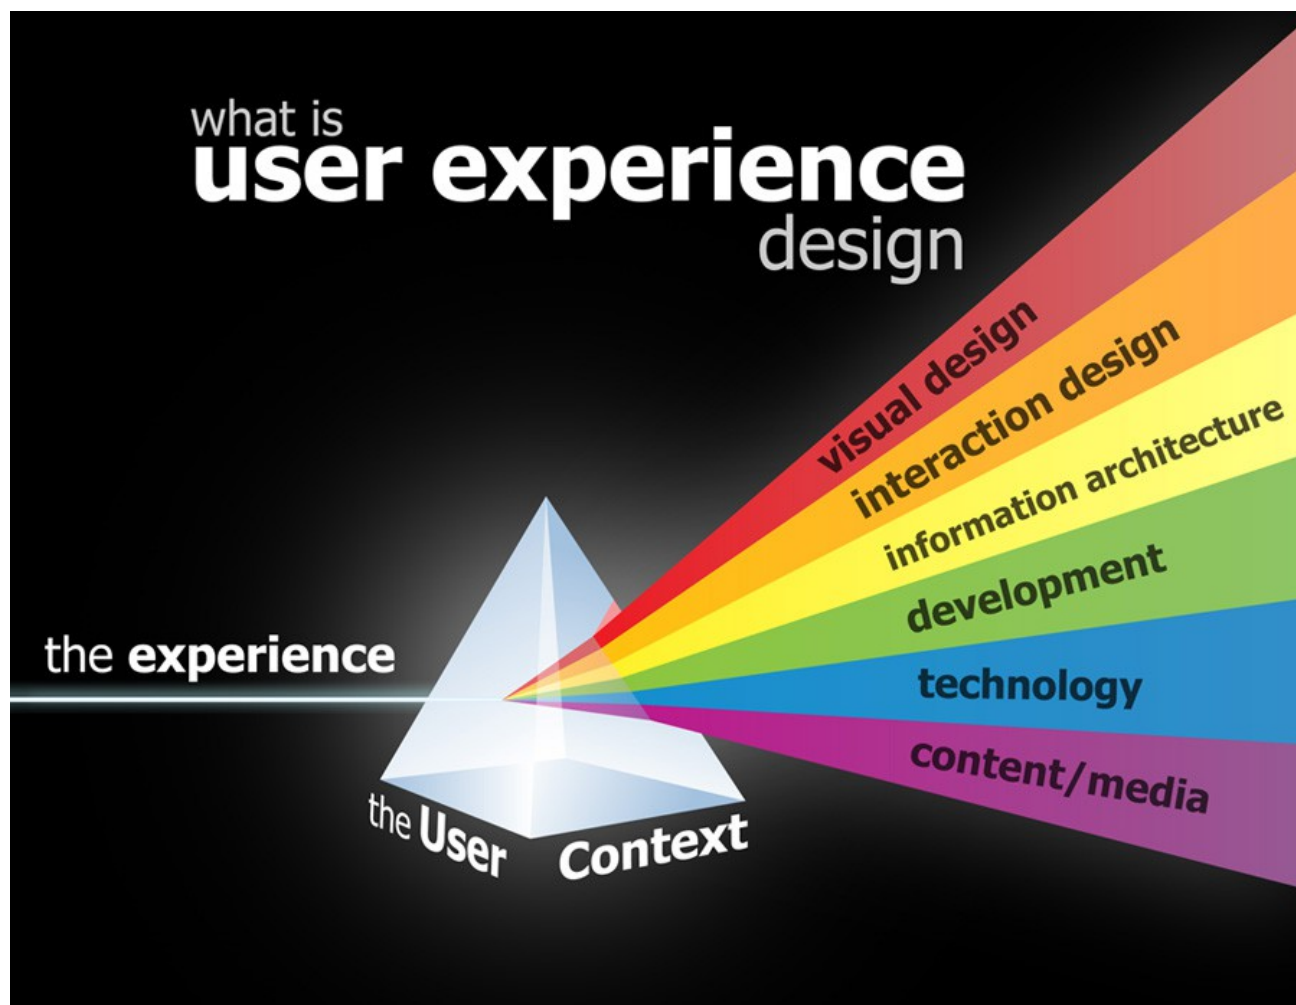 what is
user experience
design
the experience
the User
Context
visual design
interaction design
information architecture
development
technology
content/media